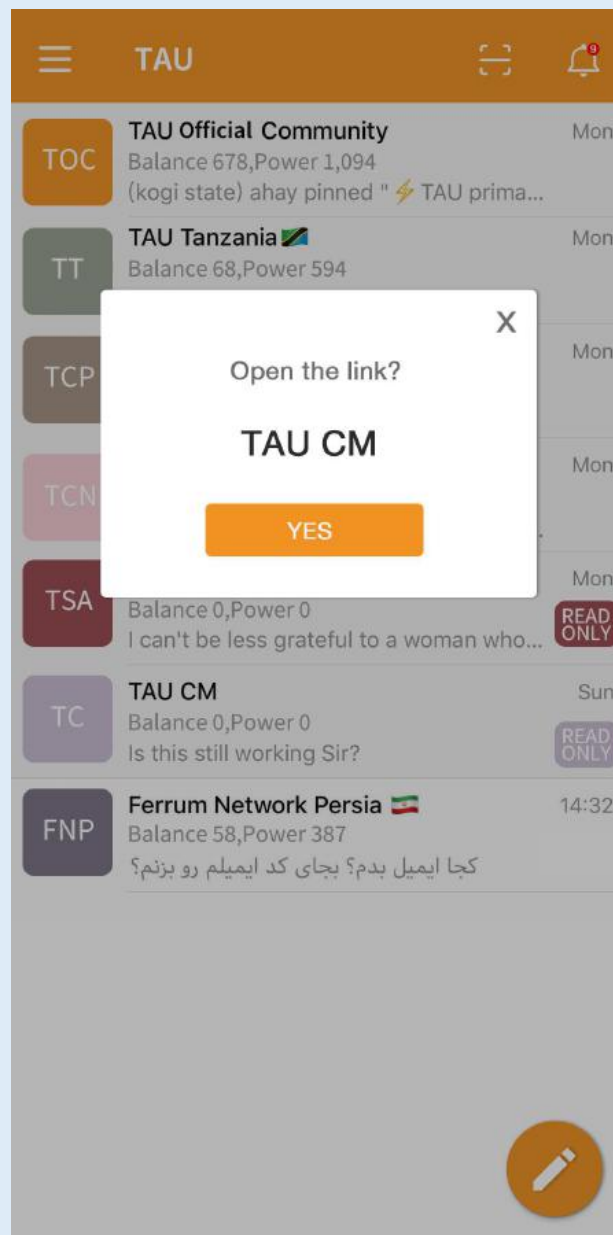 TAU
9
TOC
TAU Official Community
Mon
Balance 678,Power 1,094
(kogi state) ahay pinned " ⚡ TAU prima...
TT
TAU Tanzania🇹🇿
Mon
Balance 68,Power 594
X
Open the link?
TAU CM
YES
TCP
Mon
TCN
Mon
.
TSA
Mon
Balance 0,Power 0
READ
ONLY
I can't be less grateful to a woman who...
TC
TAU CM
Sun
Balance 0,Power 0
READ
ONLY
Is this still working Sir?
FNP
Ferrum Network Persia 🇮🇷
14:32
Balance 58,Power 387
کجا ایمیل بدم؟ بجای کد ایمیلم رو بزنم؟